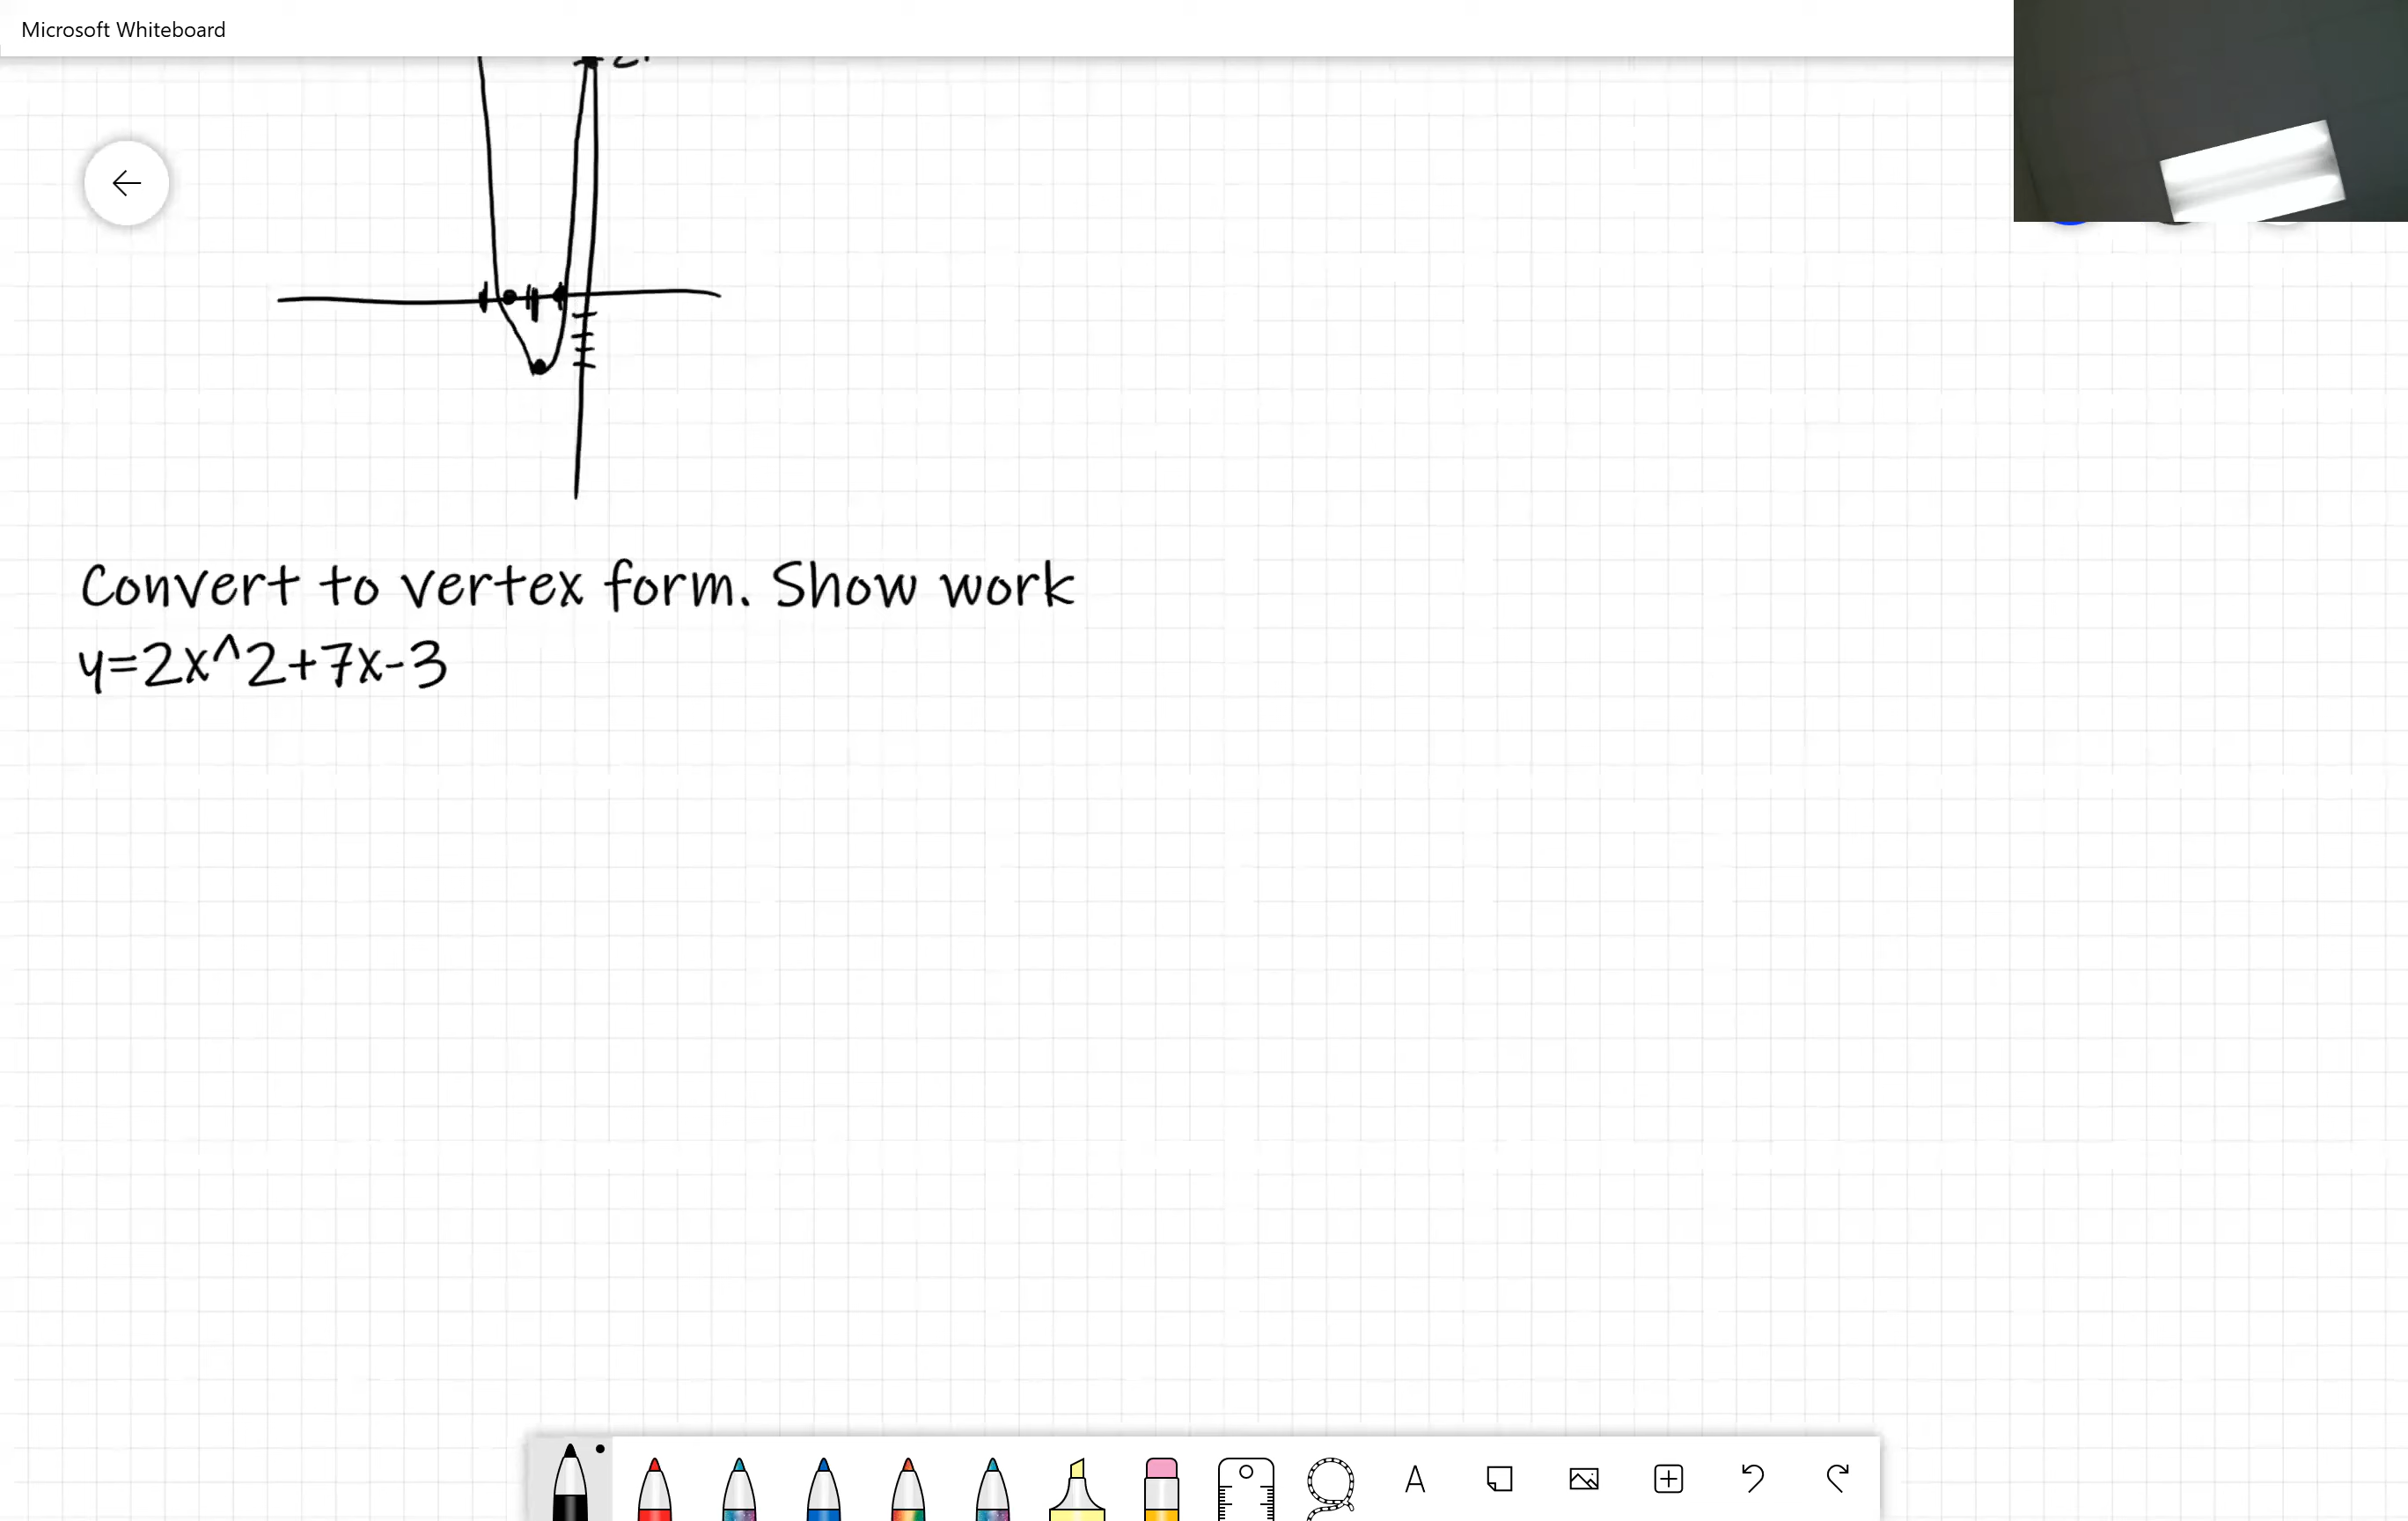 Microsoft Whiteboard
Convert to vertex form. Show work
y=2x^2+7x-3